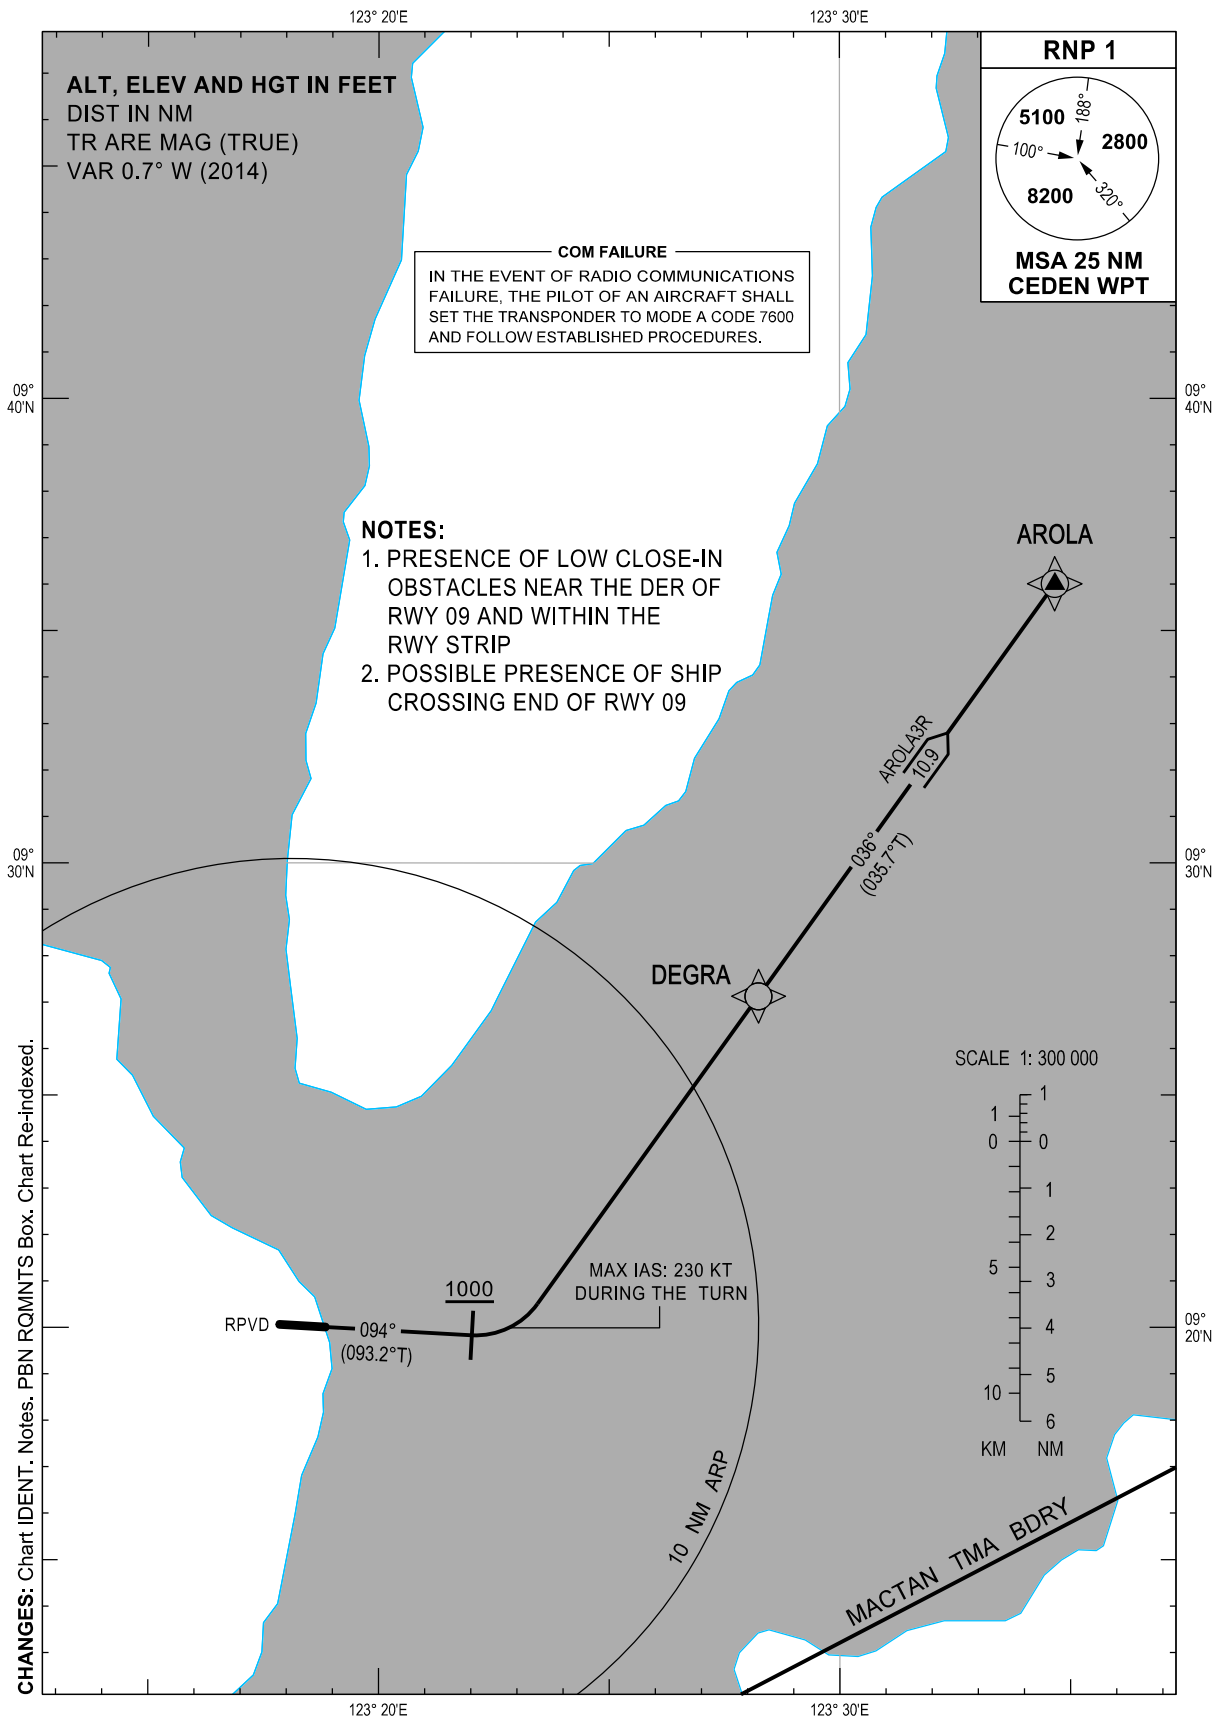 123° 20'E
123° 30'E
ALT, ELEV AND HGT IN FEET
DIST IN NM
TR ARE MAG (TRUE)
VAR 0.7° W (2014)
RNP 1
5100
188°
2800
100°
8200
320°
MSA 25 NM
CEDEN WPT
COM FAILURE
IN THE EVENT OF RADIO COMMUNICATIONS
FAILURE, THE PILOT OF AN AIRCRAFT SHALL
SET THE TRANSPONDER TO MODE A CODE 7600
AND FOLLOW ESTABLISHED PROCEDURES.
09°
40'N
09°
40'N
NOTES:
1. PRESENCE OF LOW CLOSE-IN
OBSTACLES NEAR THE DER OF
RWY 09 AND WITHIN THE
RWY STRIP
2. POSSIBLE PRESENCE OF SHIP
CROSSING END OF RWY 09
AROLA
AROLA3R
10.9
036°
(035.7°T)
09°
30'N
09°
30'N
DEGRA
SCALE 1: 300 000
1
1
0
0
1
2
5
3
4
5
10
6
KM
NM
MAX IAS: 230 KT
DURING THE TURN
1000
RPVD
094°
(093.2°T)
09°
20'N
10 NM ARP
MACTAN TMA BDRY
CHANGES: Chart IDENT. Notes. PBN RQMNTS Box. Chart Re-indexed.
123° 20'E
123° 30'E